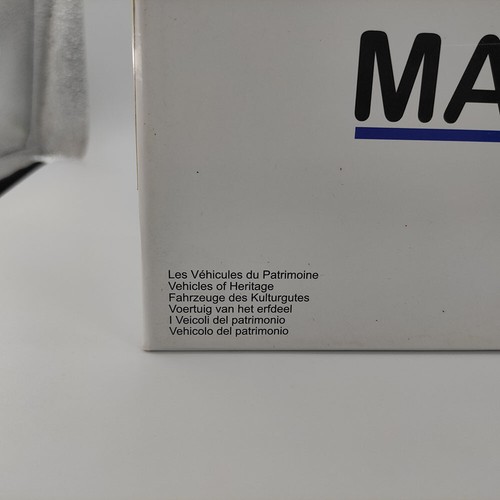 MA
Les Véhicules du Patrimoine
Vehicles of Heritage
Fahrzeuge des Kulturgutes
Voertuig van het erfdeel
I Veicoli del patrimonio
Vehicolo del patrimonio